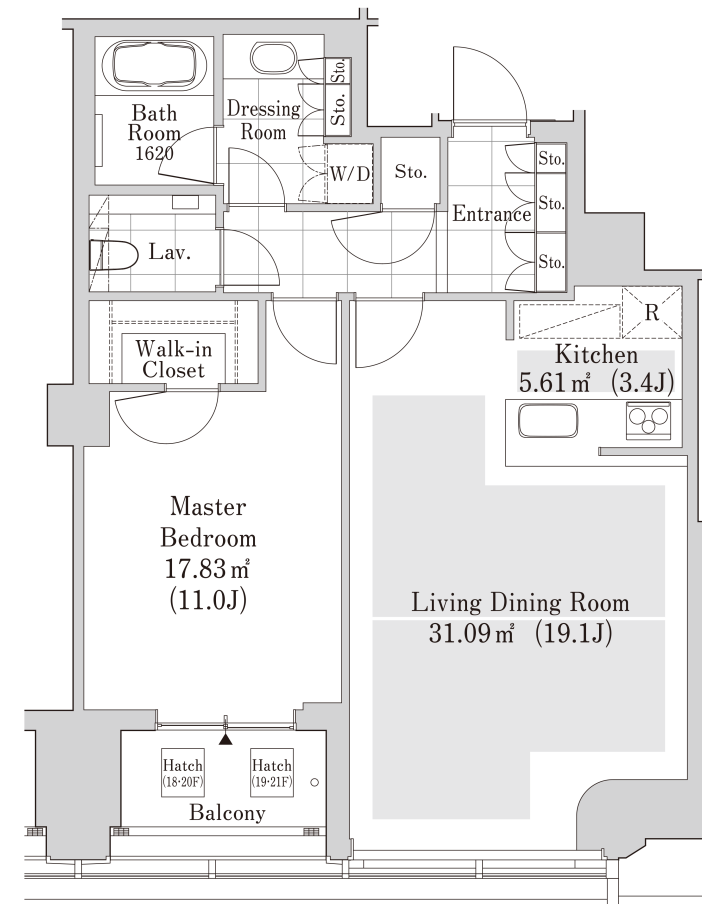 Bath
Room
1620
Dressing
Room
Sto.
Sto.
W/D
Sto.
Entrance
Sto.
Sto.
Sto.
Lav.
Walk-in
Closet
R
Kitchen
5.61㎡ (3.4J)
Master
Bedroom
17.83㎡
(11.0J)
Living Dining Room
31.09㎡ (19.1J)
Hatch
(18·20F)
Hatch
(19·21F)
Balcony